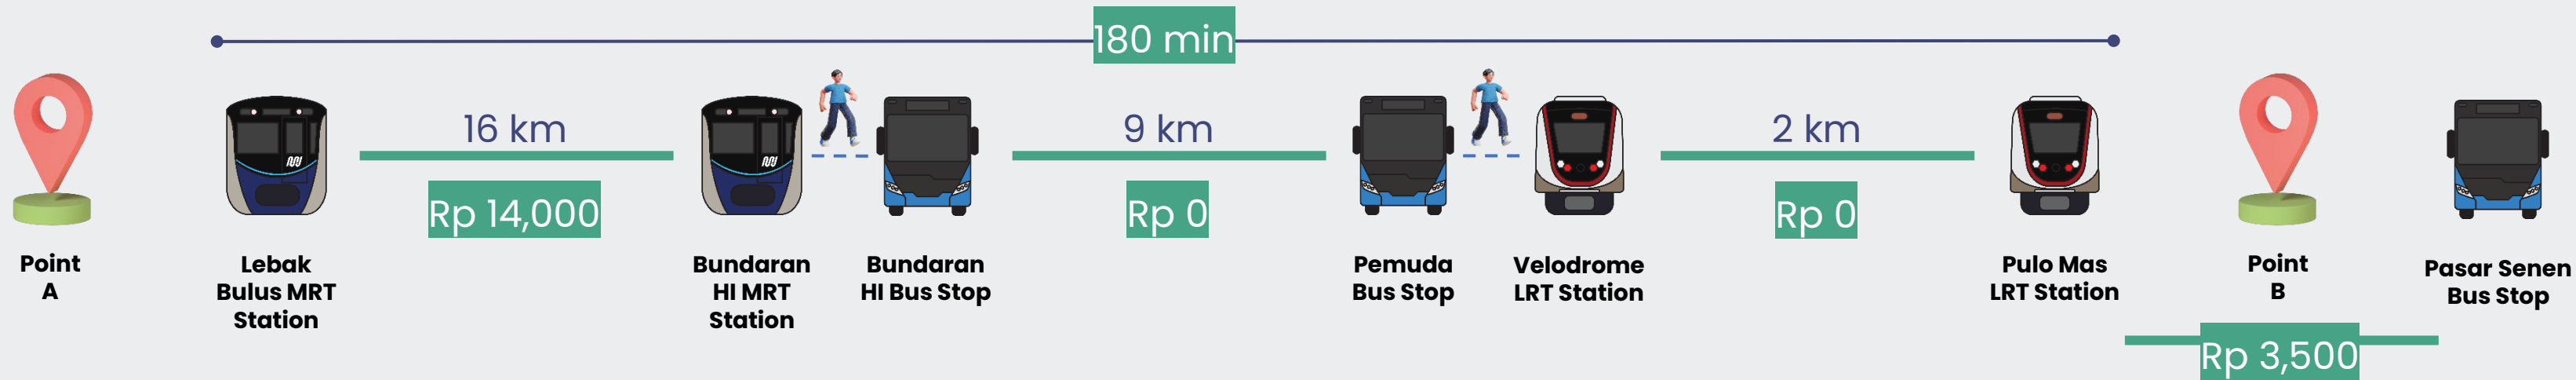 180 min
16 km
9 km
2 km
Rp 14,000
Rp 0
Rp 0
Point
A
Lebak
Bulus MRT
Station
Bundaran
HI MRT
Station
Bundaran
HI Bus Stop
Pemuda
Bus Stop
Velodrome
LRT Station
Pulo Mas
LRT Station
Point
B
Pasar Senen
Bus Stop
Rp 3,500